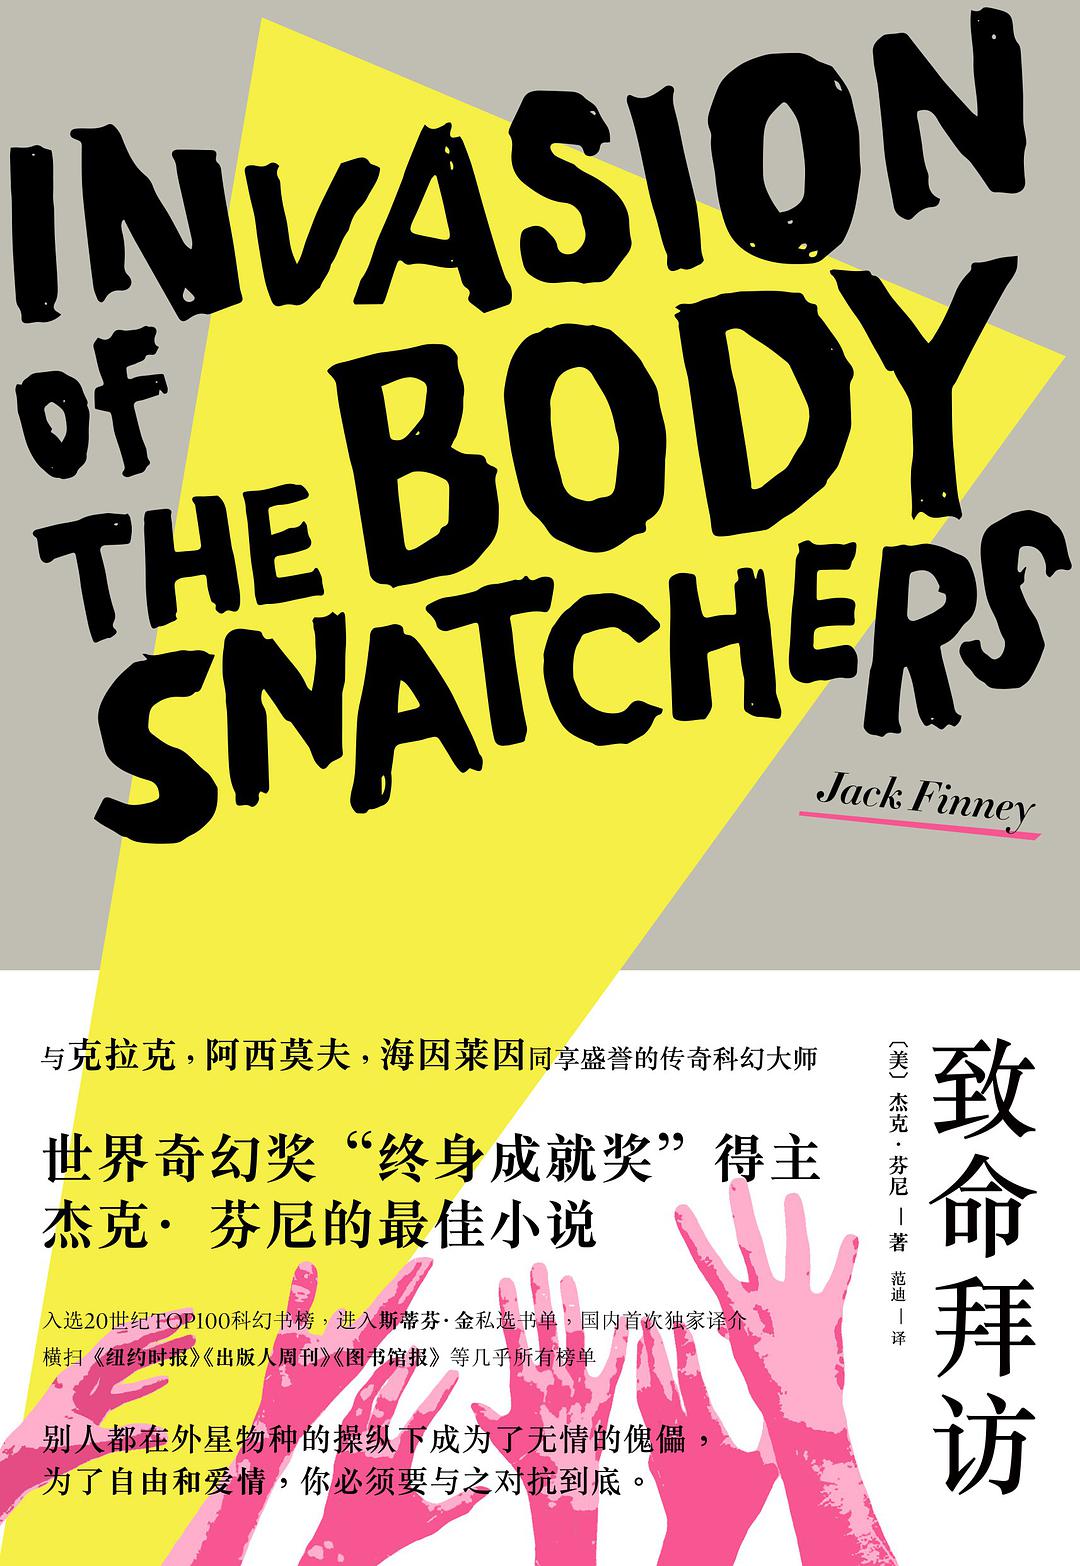 INVASION
OF
THE BODY
SNATCHERS
Jack Finney
与克拉克，阿西莫夫，海因莱因同享盛誉的传奇科幻大师
世界奇幻奖“终身成就奖”得主
杰克·芬尼的最佳小说
入选20世纪TOP100科幻书榜，进入斯蒂芬·金私选书单，国内首次独家译介
横扫《纽约时报》《出版人周刊》《图书馆报》等几乎所有榜单
别人都在外星物种的操纵下成为了无情的傀儡，
为了自由和爱情，你必须要与之对抗到底。
致命拜访
〔美〕杰克·芬尼—著
范迪—译